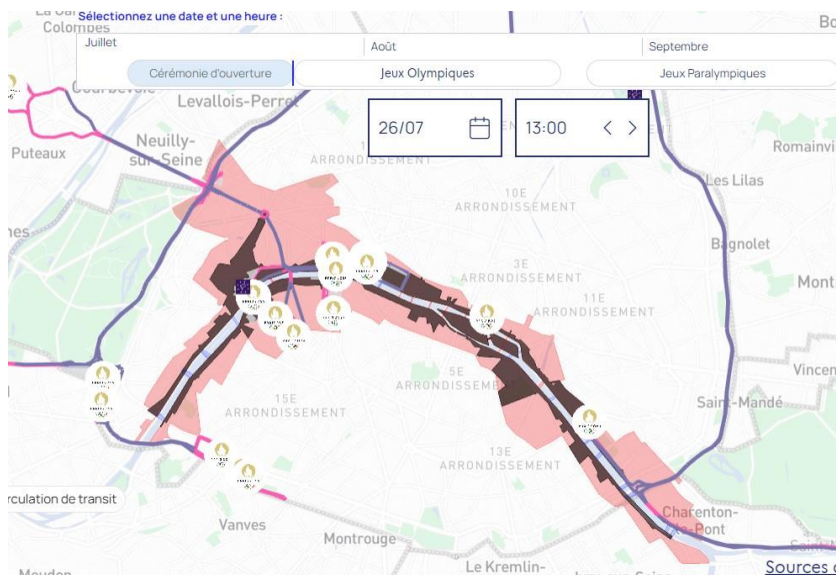 Sélectionnez une date et une heure :
Colombes
Juillet
Août
Septembre
Cérémonie d'ouverture
Jeux Olympiques
Jeux Paralympiques
Levallois-Perret
26/07
13:00
Neuilly-
sur-Seine
Puteaux
ARRONDISSEMENT
Romainvi
Les Lilas
10E
ARRONDISSEMENT
Bagnolet
3E
ARRONDISSEMENT
Mont
11E
ARRONDISSEMENT
5E
ARRONDISSEMENT
Vincen
15E
ARRONDISSEMENT
Saint-Mandé
13E
ARRONDISSEMENT
rculation de transit
Vanves
Charenton-
le-Pont
Montrouge
Le Kremlin-
Meudon
Sources